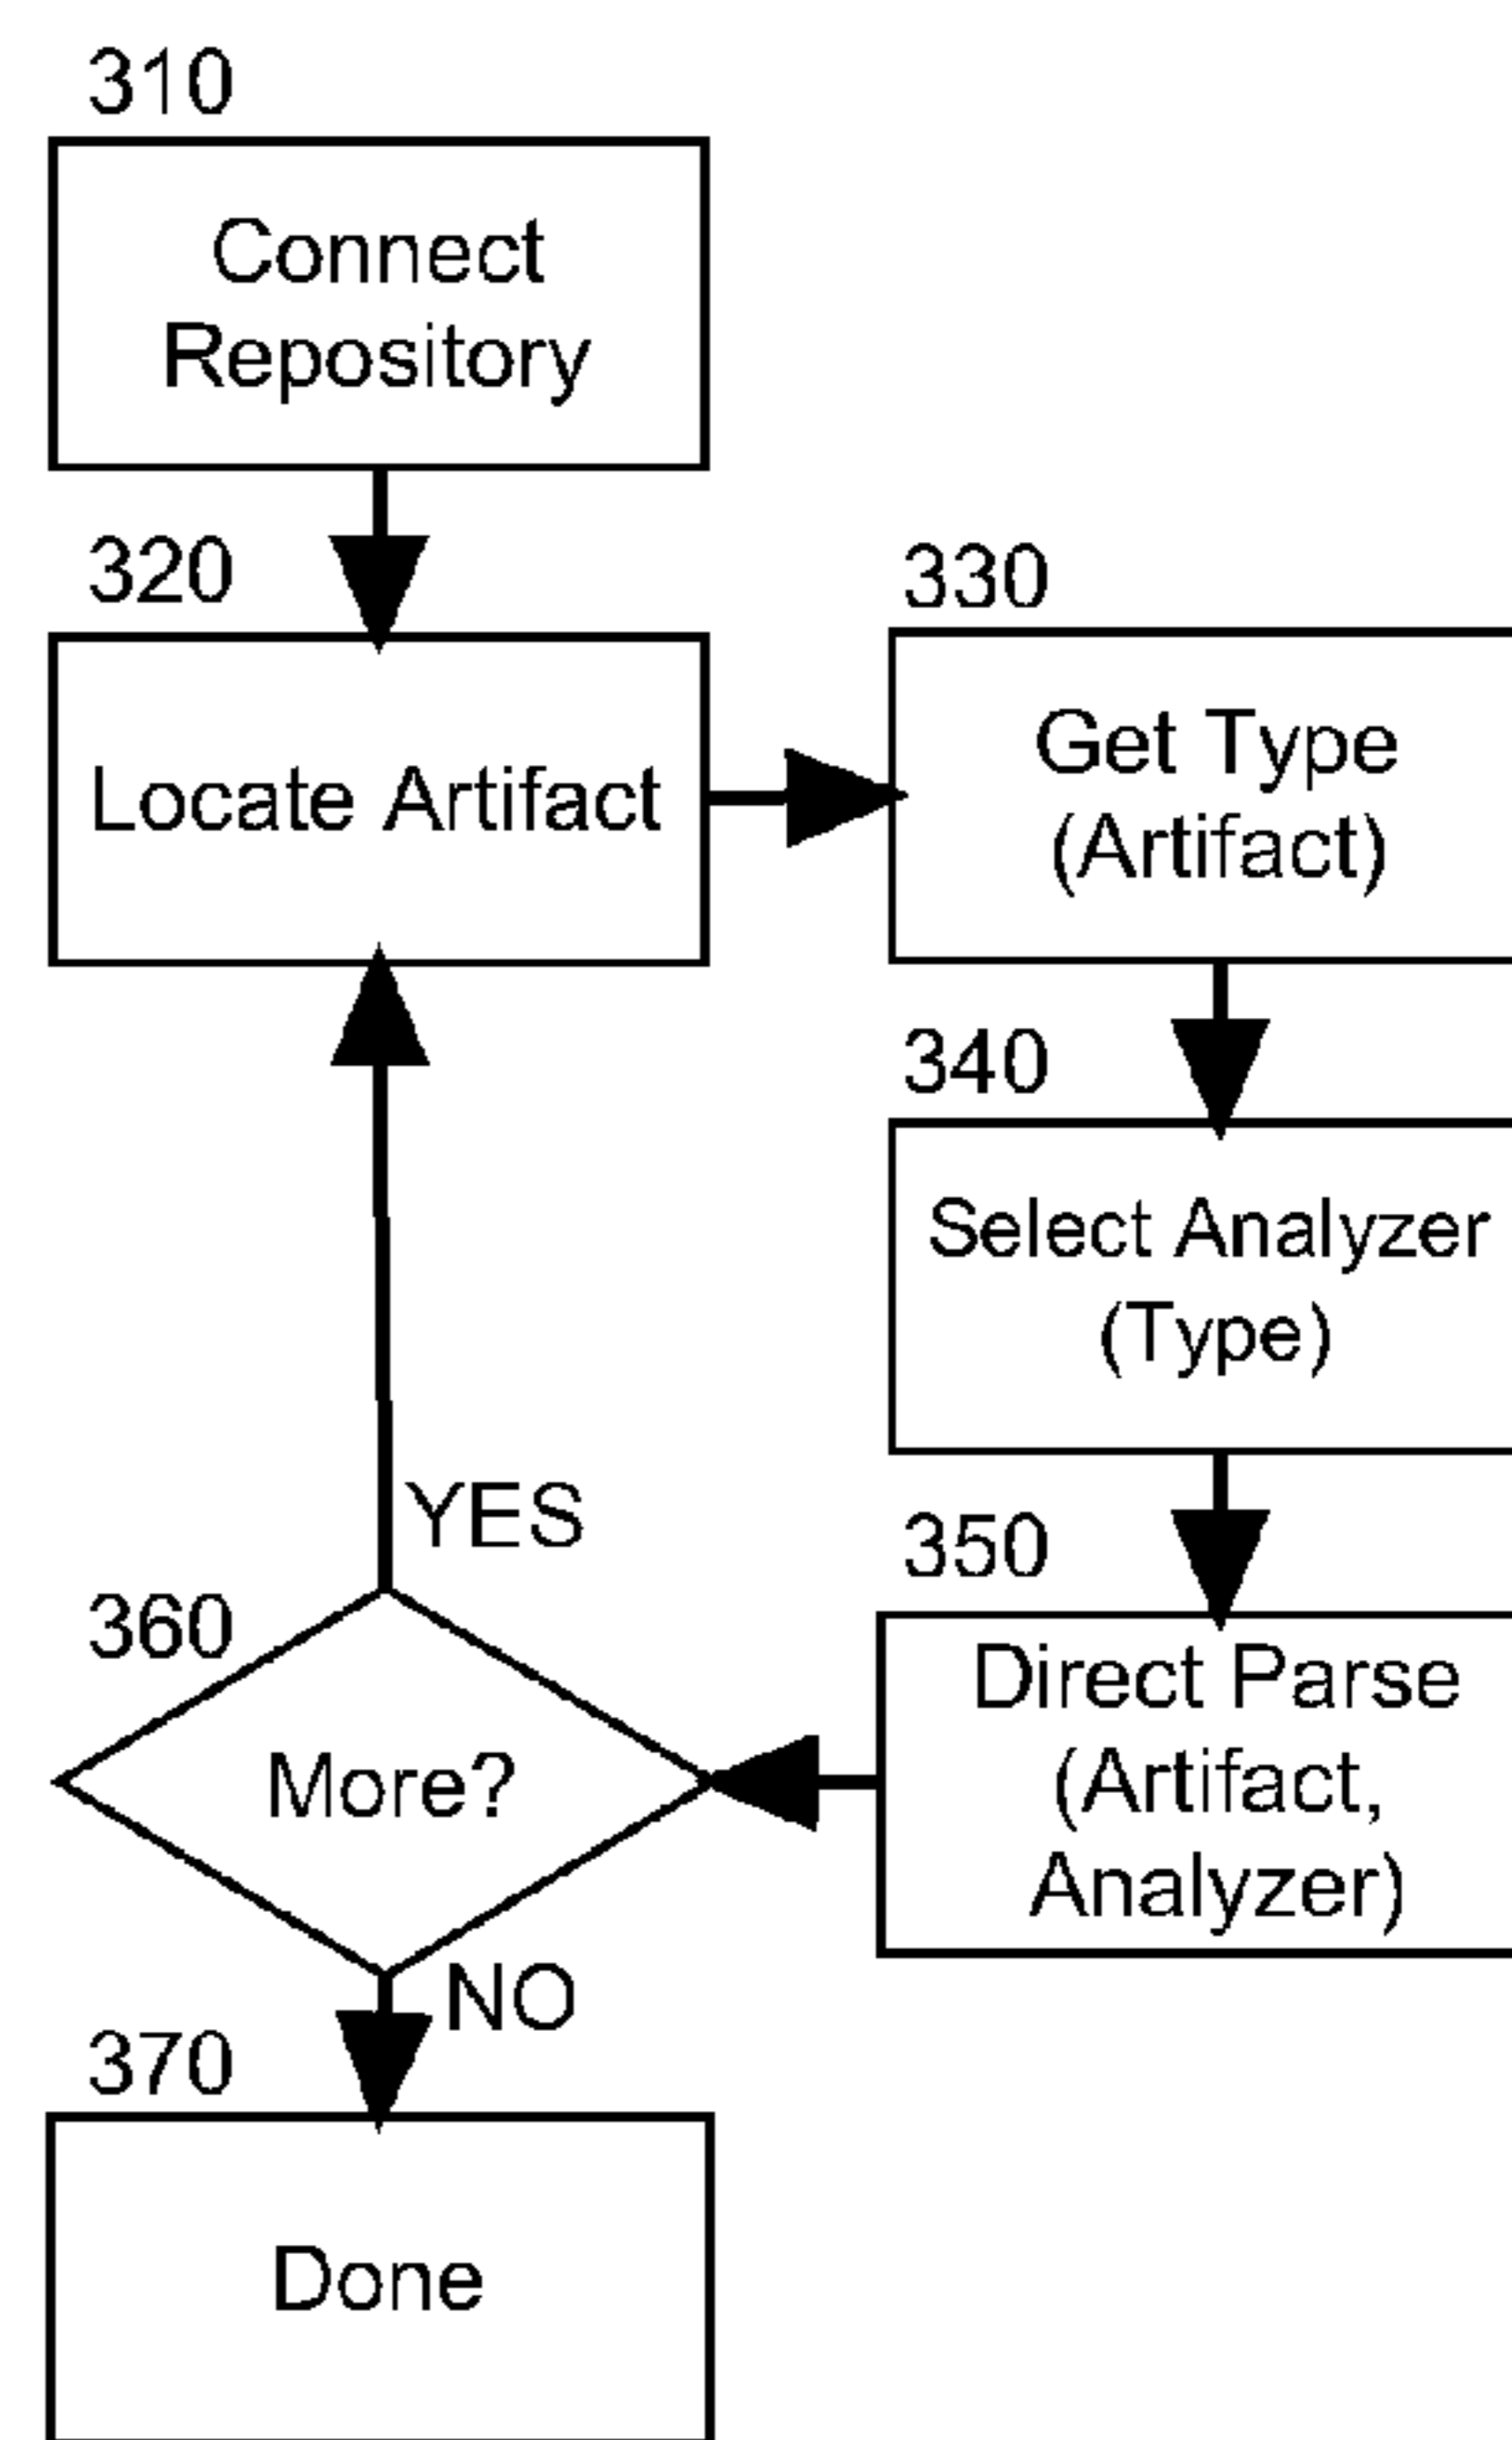 310
Connect
Repository
320
Locate Artifact
330
Get Type
(Artifact)
340
Select Analyzer
(Type)
350
Direct Parse
(Artifact,
Analyzer)
360
More?
YES
NO
370
Done